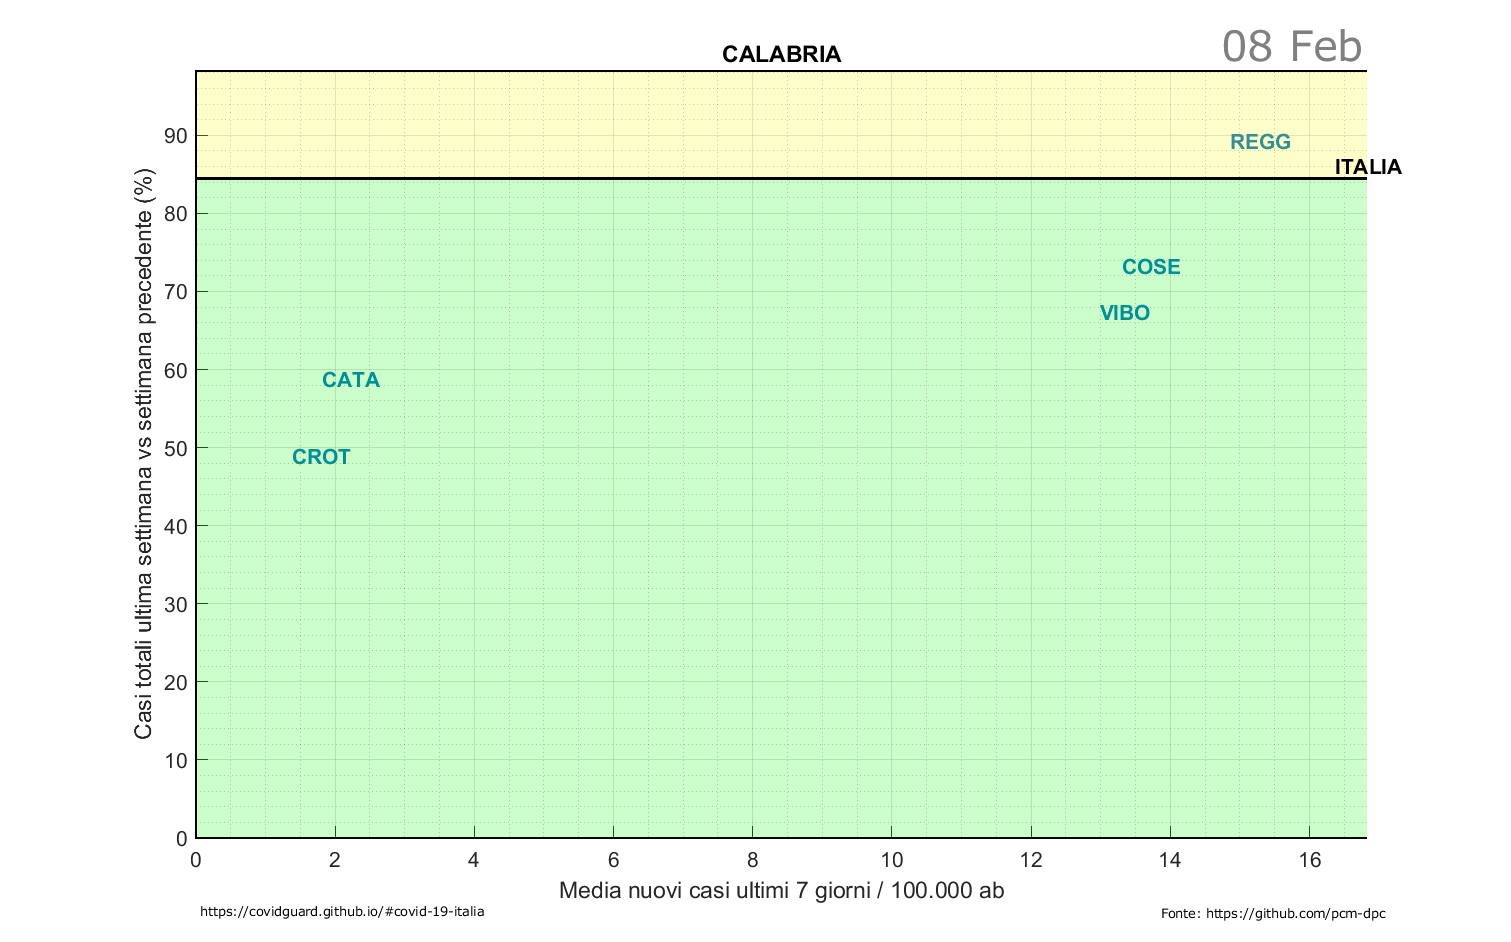 CALABRIA
08 Feb
Casi totali ultima settimana vs settimana precedente (%)
90
80
70
60
50
40
30
20
10
0
REGG
ITALIA
COSE
VIBO
CATA
CROT
0 2 4 6 8 10 12 14 16
Media nuovi casi ultimi 7 giorni / 100.000 ab
https://covidguard.github.io/#covid-19-italia
Fonte: https://github.com/pcm-dpc